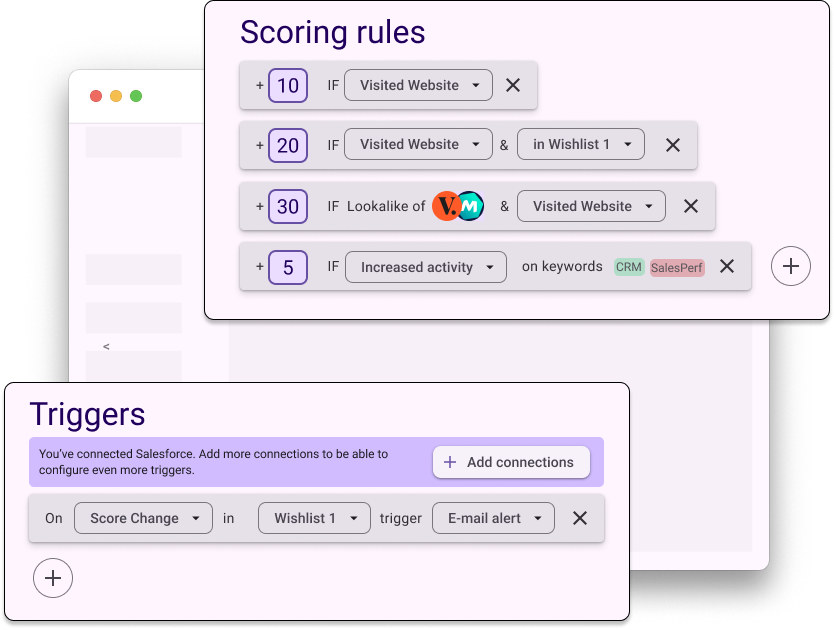 Scoring rules
+ 10 IF Visited Website
+ 20 IF Visited Website & in Wishlist 1
+ 30 IF Lookalike of V. M & Visited Website
+ 5 IF Increased activity on keywords CRM SalesPerf
<
Triggers
You've connected Salesforce. Add more connections to be able to
configure even more triggers.
+ Add connections
On Score Change in Wishlist 1 trigger E-mail alert